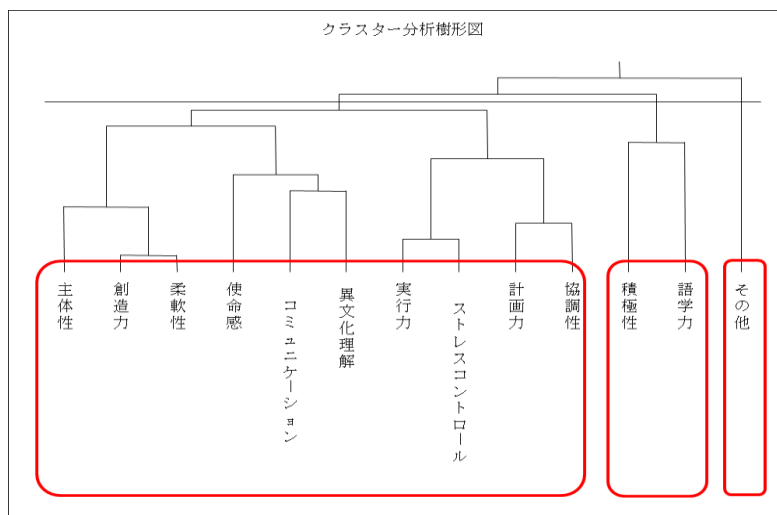 クラスター分析樹形図
主体性
創造力
柔軟性
使命感
コミュニケーション
異文化理解
実行力
ストレスコントロール
計画力
協調性
積極性
語学力
その他